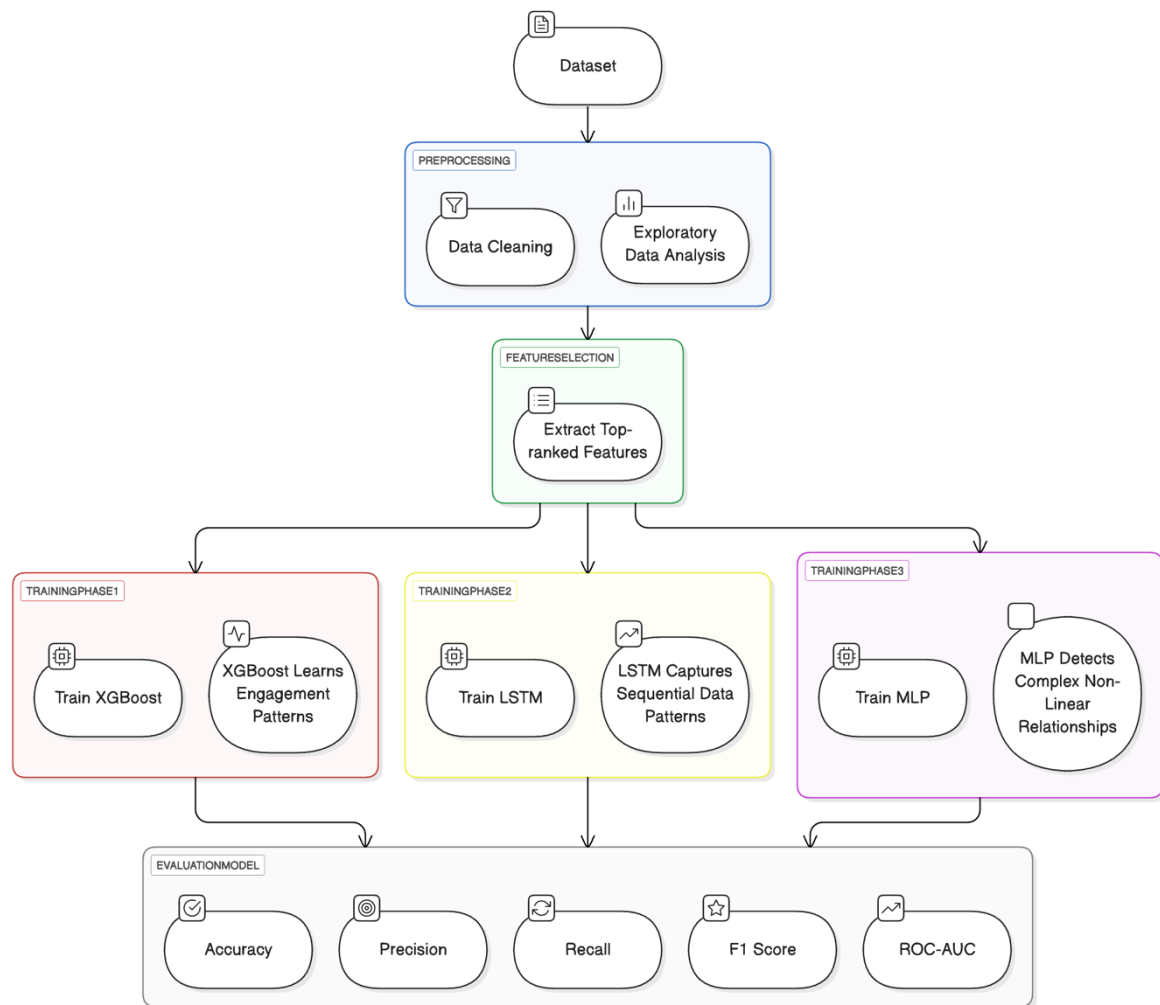 Dataset
PREPROCESSING
Data Cleaning
Exploratory
Data Analysis
FEATURESELECTION
Extract Top-
ranked Features
TRAININGPHASE1
Train XGBoost
XGBoost Learns
Engagement
Patterns
TRAININGPHASE2
Train LSTM
LSTM Captures
Sequential Data
Patterns
TRAININGPHASE3
Train MLP
MLP Detects
Complex Non-
Linear
Relationships
EVALUATIONMODEL
Accuracy
Precision
Recall
F1 Score
ROC-AUC